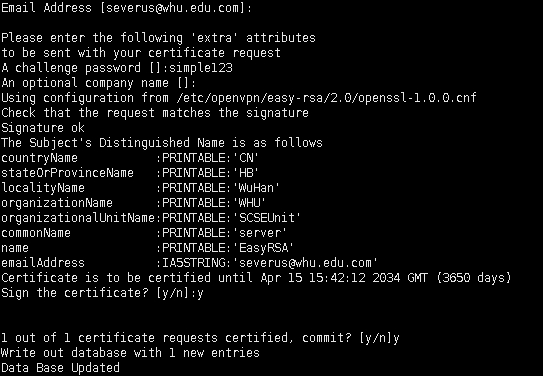 Email Address [severus@whu.edu.com]:
Please enter the following 'extra' attributes
to be sent with your certificate request
A challenge password []:simple123
An optional company name []:
Using configuration from /etc/openvpn/easy-rsa/2.0/openssl-1.0.0.cnf
Check that the request matches the signature
Signature ok
The Subject's Distinguished Name is as follows
countryName           :PRINTABLE:'CN'
stateOrProvinceName   :PRINTABLE:'HB'
localityName          :PRINTABLE:'WuHan'
organizationName      :PRINTABLE:'WHU'
organizationalUnitName:PRINTABLE:'SCSEUnit'
commonName            :PRINTABLE:'server'
name                  :PRINTABLE:'EasyRSA'
emailAddress          :IA5STRING:'severus@whu.edu.com'
Certificate is to be certified until Apr 15 15:42:12 2034 GMT (3650 days)
Sign the certificate? [y/n]:y
1 out of 1 certificate requests certified, commit? [y/n]y
Write out database with 1 new entries
Data Base Updated